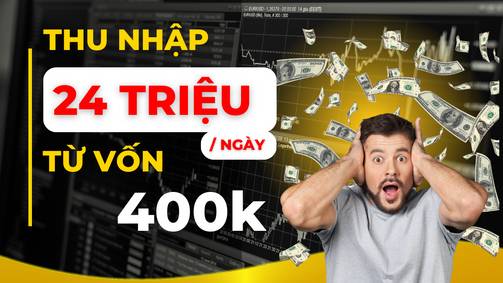 THU NHẬP
24 TRIỆU
/ NGÀY
TỪ VỐN
400k